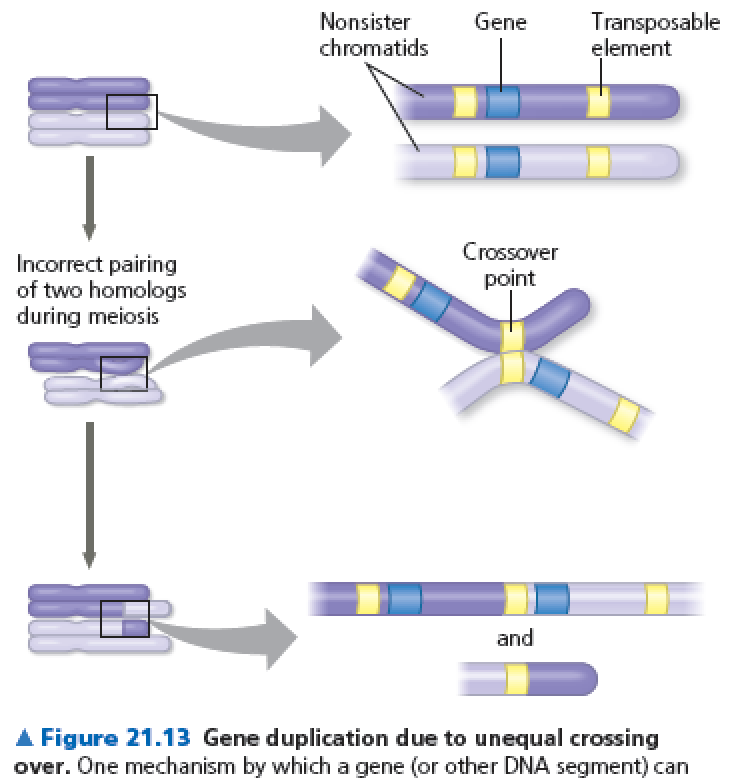 Nonsister
chromatids
Gene
Transposable
element
Incorrect pairing
of two homologs
during meiosis
Crossover
point
and
▲ Figure 21.13 Gene duplication due to unequal crossing
over. One mechanism by which a gene (or other DNA segment) can